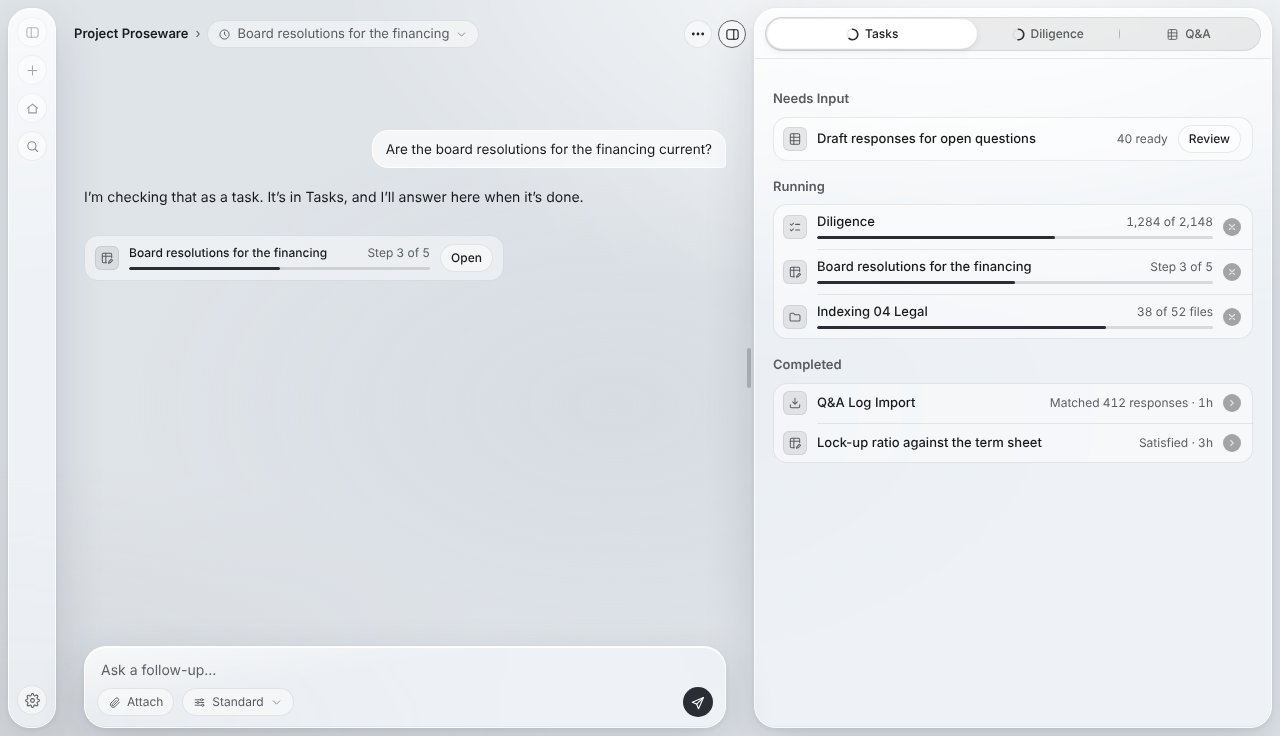 Project Proseware › Board resolutions for the financing
Are the board resolutions for the financing current?
I’m checking that as a task. It’s in Tasks, and I’ll answer here when it’s done.
Board resolutions for the financing Step 3 of 5 Open
Ask a follow-up...
Attach Standard
Tasks Diligence Q&A
Needs Input
Draft responses for open questions 40 ready Review
Running
Diligence 1,284 of 2,148
Board resolutions for the financing Step 3 of 5
Indexing 04 Legal 38 of 52 files
Completed
Q&A Log Import Matched 412 responses · 1h
Lock-up ratio against the term sheet Satisfied · 3h